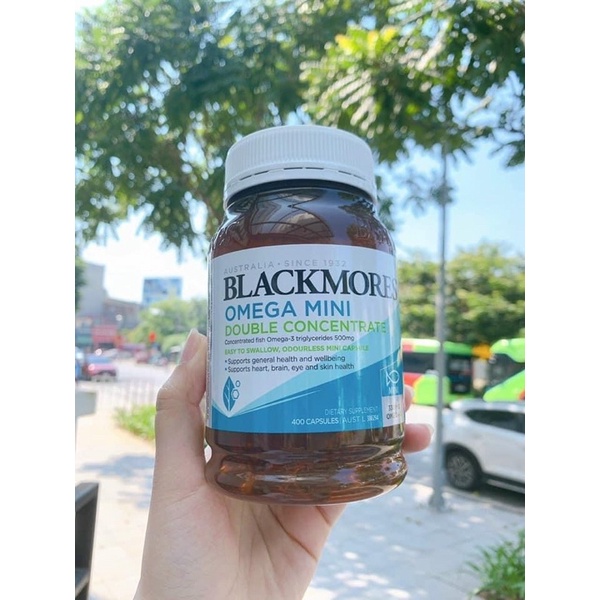 AUSTRALIA • SINCE 1932
BLACKMORES
OMEGA MINI
DOUBLE CONCENTRATE
Concentrated fish Omega-3 triglycerides 500mg
EASY TO SWALLOW, ODOURLESS MINI CAPSULE
• Supports general health and wellbeing
• Supports heart, brain, eye and skin health
DIETARY SUPPLEMENT
400 CAPSULES | AUST L